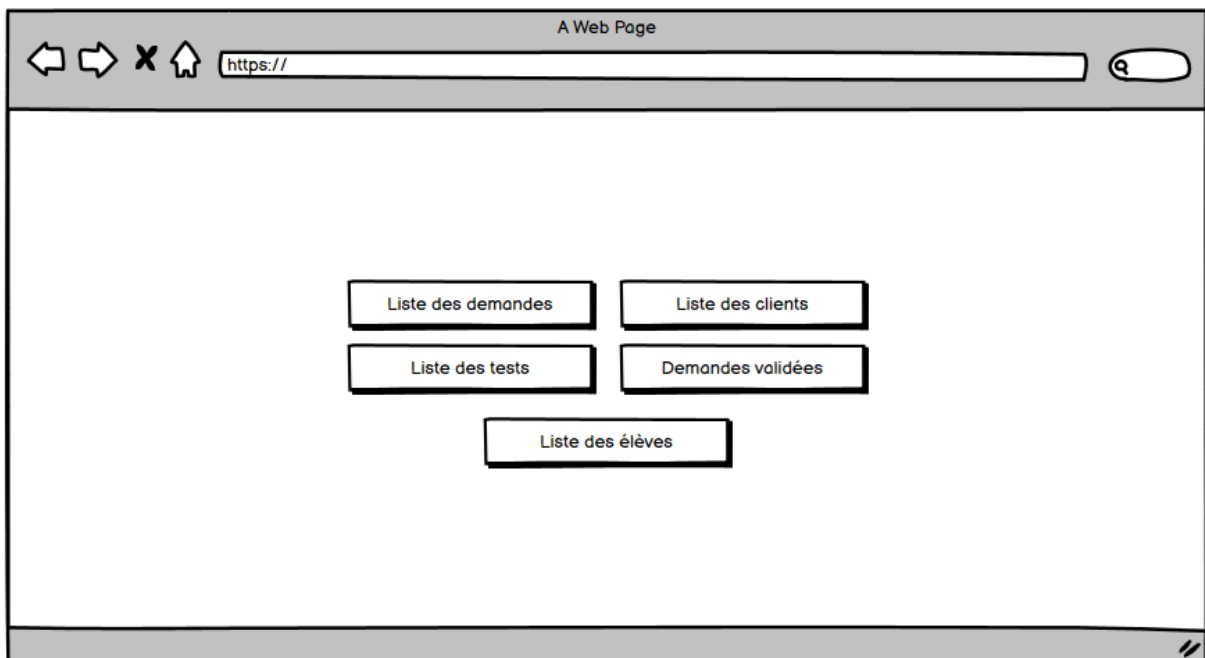 A Web Page
https://
Liste des demandes
Liste des clients
Liste des tests
Demandes validées
Liste des élèves